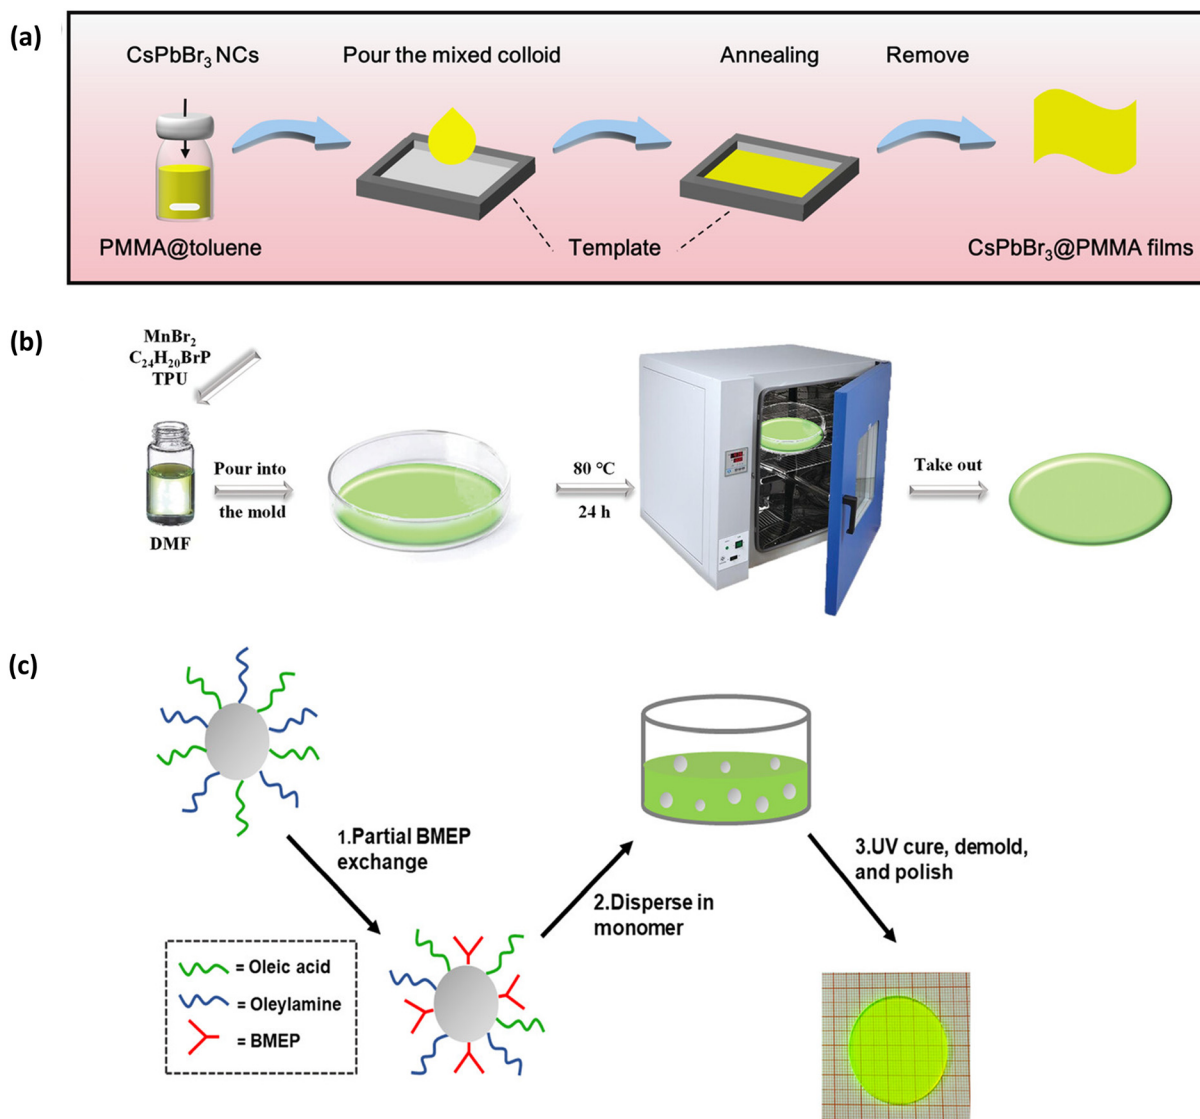 (a)
CsPbBr₃ NCs
Pour the mixed colloid
Annealing
Remove
PMMA@toluene
Template
CsPbBr₃@PMMA films
(b)
MnBr₂
C₂₄H₂₀BrP
TPU
Pour into
the mold
DMF
80 °C
24 h
Take out
(c)
1.Partial BMEP
exchange
2.Disperse in
monomer
3.UV cure, demold,
and polish
= Oleic acid
= Oleylamine
= BMEP